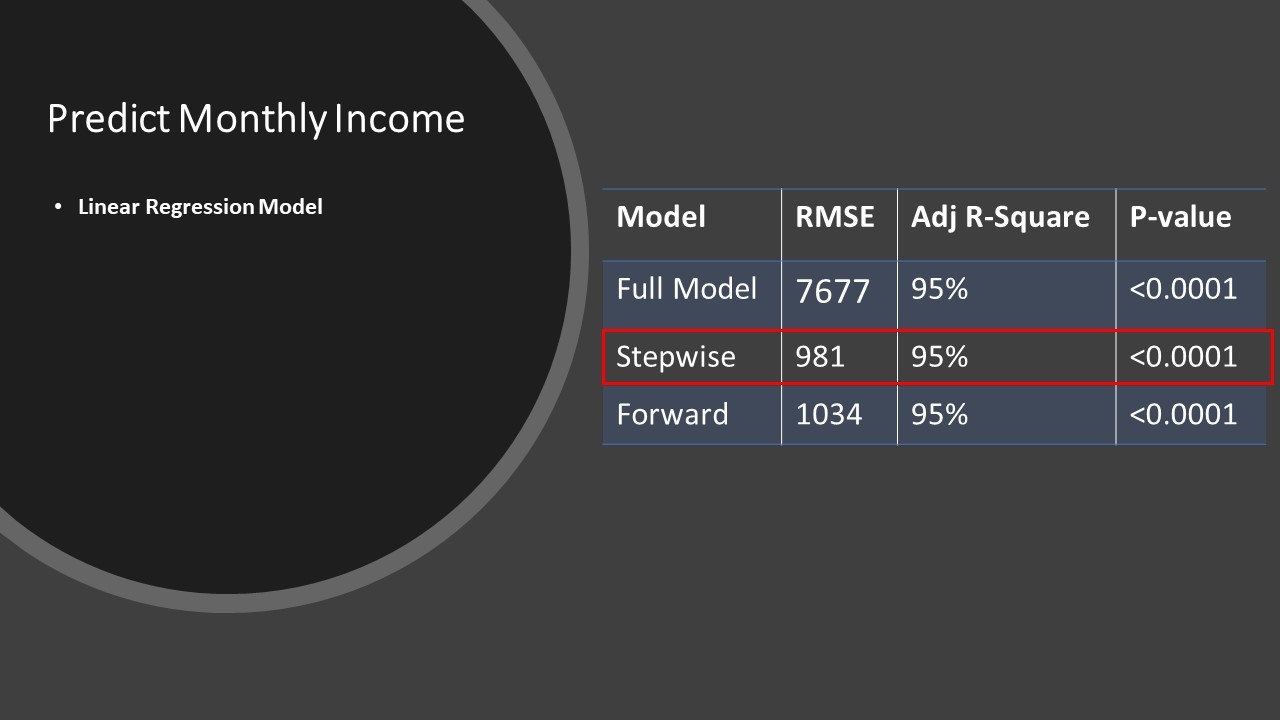 Predict Monthly Income
• Linear Regression Model
Model RMSE Adj R-Square P-value
Full Model 7677 95% <0.0001
Stepwise 981 95% <0.0001
Forward 1034 95% <0.0001